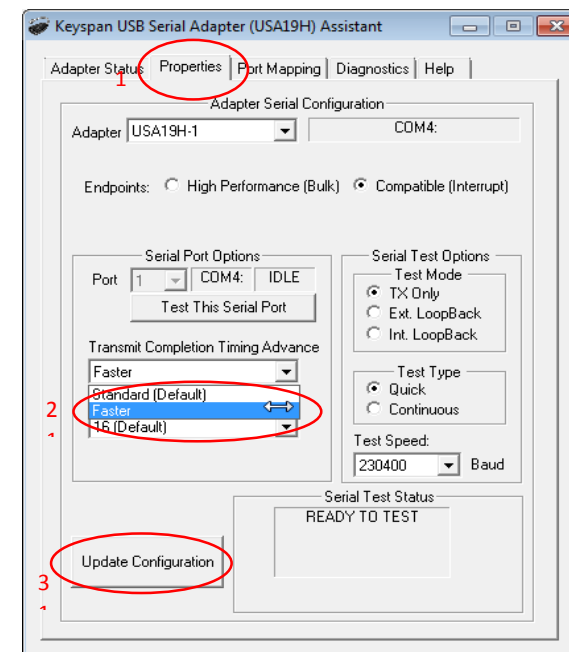 Keyspan USB Serial Adapter (USA19H) Assistant
Adapter Status Properties Port Mapping Diagnostics Help
1
Adapter Serial Configuration
Adapter USA19H-1 COM4:
Endpoints: High Performance (Bulk) Compatible (Interrupt)
Serial Port Options
Port 1 COM4: IDLE
Test This Serial Port
Transmit Completion Timing Advance
Faster
Standard (Default)
Faster
16 (Default)
2
Serial Test Options
Test Mode
TX Only
Ext. LoopBack
Int. LoopBack
Test Type
Quick
Continuous
Test Speed:
230400 Baud
Serial Test Status
READY TO TEST
Update Configuration
3